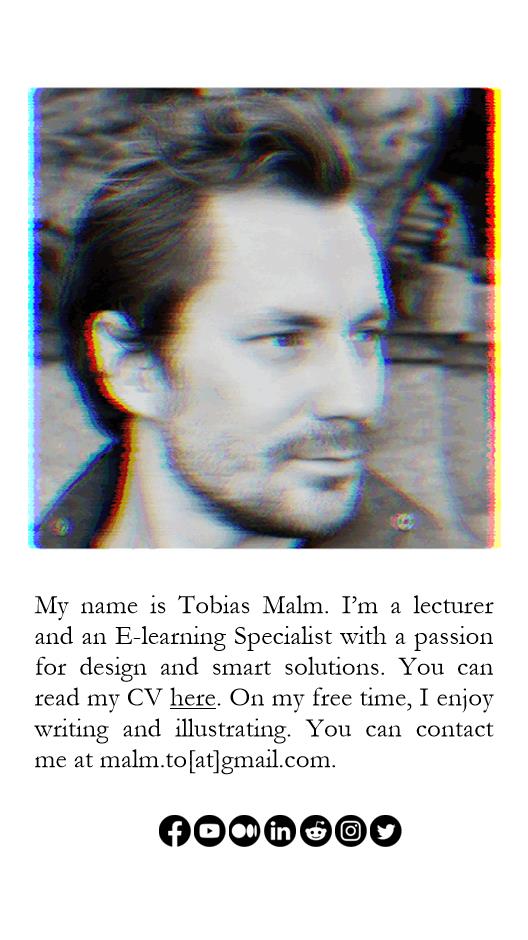 My name is Tobias Malm. I'm a lecturer
and an E-learning Specialist with a passion
for design and smart solutions. You can
read my CV here. On my free time, I enjoy
writing and illustrating. You can contact
me at malm.to[at]gmail.com.